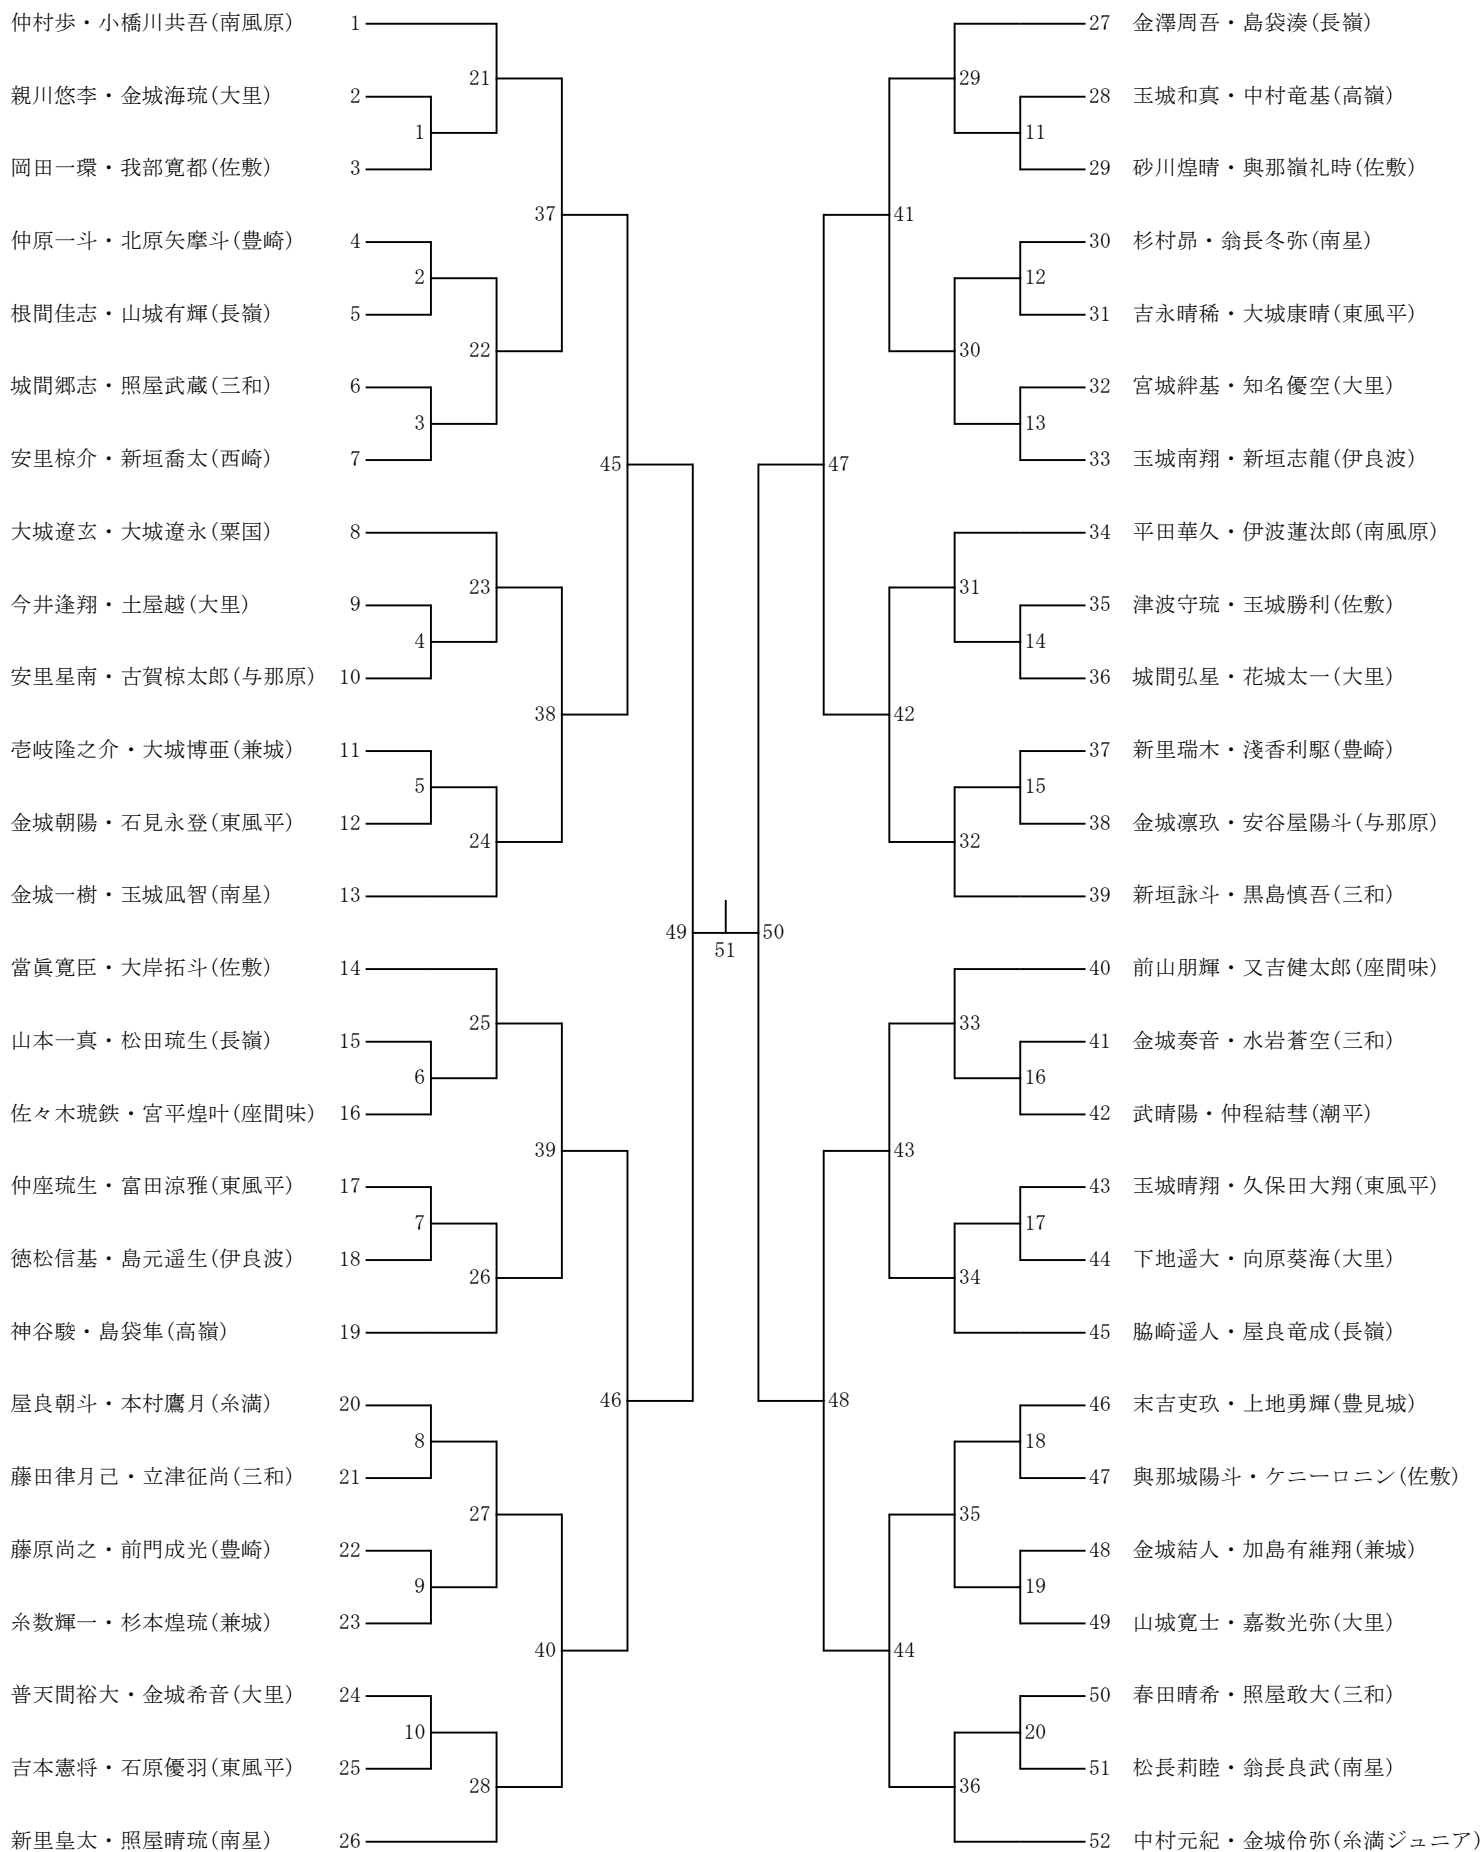 仲村歩・小橋川共吾(南風原) 1
親川悠李・金城海琉(大里) 2
岡田一環・我部寛都(佐敷) 3
仲原一斗・北原矢摩斗(豊崎) 4
根間佳志・山城有輝(長嶺) 5
城間郷志・照屋武蔵(三和) 6
安里椋介・新垣喬太(西崎) 7
大城遼玄・大城遼永(粟国) 8
今井逢翔・土屋越(大里) 9
安里星南・古賀椋太郎(与那原) 10
壱岐隆之介・大城博亜(兼城) 11
金城朝陽・石見永登(東風平) 12
金城一樹・玉城凪智(南星) 13
當眞寛臣・大岸拓斗(佐敷) 14
山本一真・松田琉生(長嶺) 15
佐々木琥鉄・宮平煌叶(座間味) 16
仲座琉生・富田涼雅(東風平) 17
徳松信基・島元遥生(伊良波) 18
神谷駿・島袋隼(高嶺) 19
屋良朝斗・本村鷹月(糸満) 20
藤田律月己・立津征尚(三和) 21
藤原尚之・前門成光(豊崎) 22
糸数輝一・杉本煌琉(兼城) 23
普天間裕大・金城希音(大里) 24
吉本憲将・石原優羽(東風平) 25
新里皇太・照屋晴琉(南星) 26
1
2
3
4
5
6
7
8
9
10
21
22
23
24
25
26
27
28
37
38
39
40
45
46
49
51
50
47
48
41
42
43
44
29
30
31
32
33
34
35
36
11
12
13
14
15
16
17
18
19
20
27 金澤周吾・島袋湊(長嶺)
28 玉城和真・中村竜基(高嶺)
29 砂川煌晴・與那嶺礼時(佐敷)
30 杉村昴・翁長冬弥(南星)
31 吉永晴稀・大城康晴(東風平)
32 宮城絆基・知名優空(大里)
33 玉城南翔・新垣志龍(伊良波)
34 平田華久・伊波蓮汰郎(南風原)
35 津波守琉・玉城勝利(佐敷)
36 城間弘星・花城太一(大里)
37 新里瑞木・淺香利駆(豊崎)
38 金城凛玖・安谷屋陽斗(与那原)
39 新垣詠斗・黒島慎吾(三和)
40 前山朋輝・又吉健太郎(座間味)
41 金城奏音・水岩蒼空(三和)
42 武晴陽・仲程結彗(潮平)
43 玉城晴翔・久保田大翔(東風平)
44 下地遥大・向原葵海(大里)
45 脇崎遥人・屋良竜成(長嶺)
46 末吉吏玖・上地勇輝(豊見城)
47 與那城陽斗・ケニーロニン(佐敷)
48 金城結人・加島有維翔(兼城)
49 山城寛士・嘉数光弥(大里)
50 春田晴希・照屋敢大(三和)
51 松長莉睦・翁長良武(南星)
52 中村元紀・金城伶弥(糸満ジュニア)